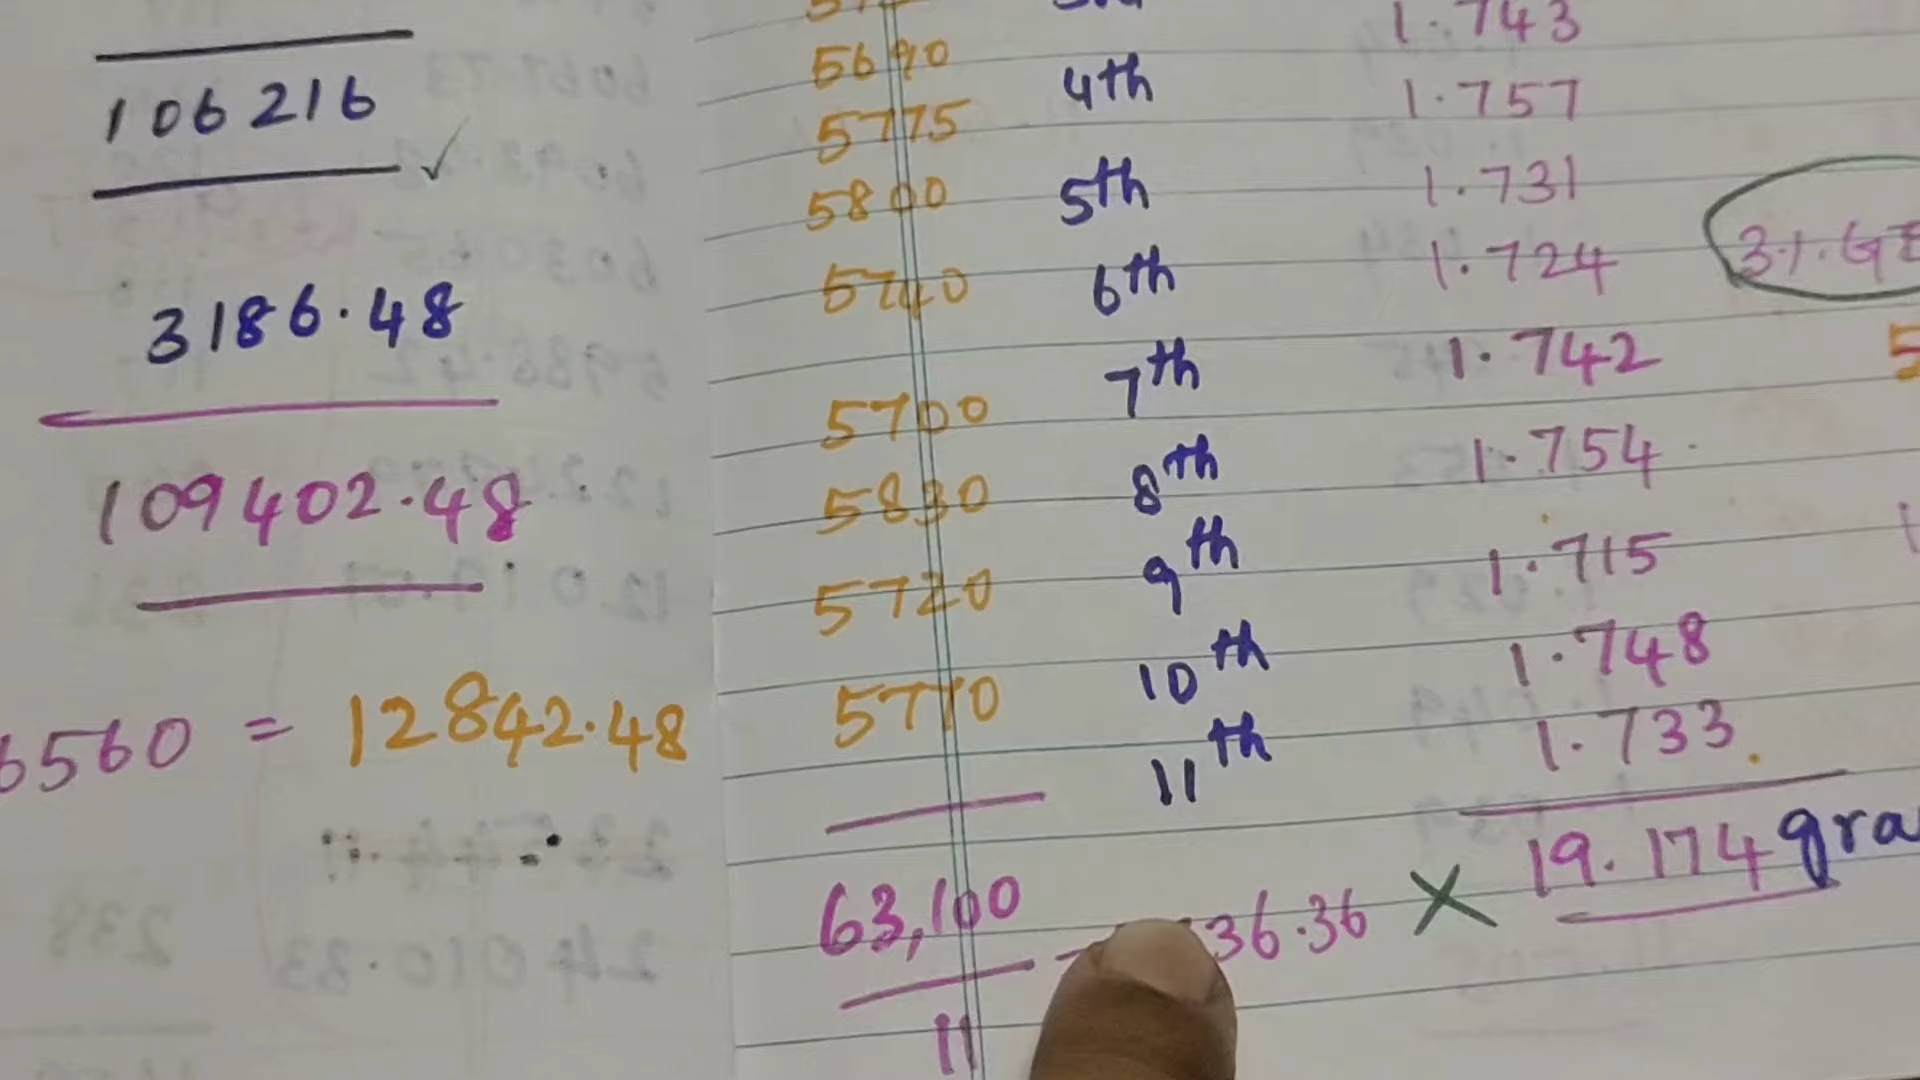 106216
3186.48
109402.48
6560 = 12842.48
1.743
5690 4th 1.757
5775 5th 1.731
5800 6th 1.724
5740 7th 1.742
5700 8th 1.754
5830 9th 1.715
5720 10th 1.748
5770 11th 1.733
63,100 36.36 × 19.174 gra
11